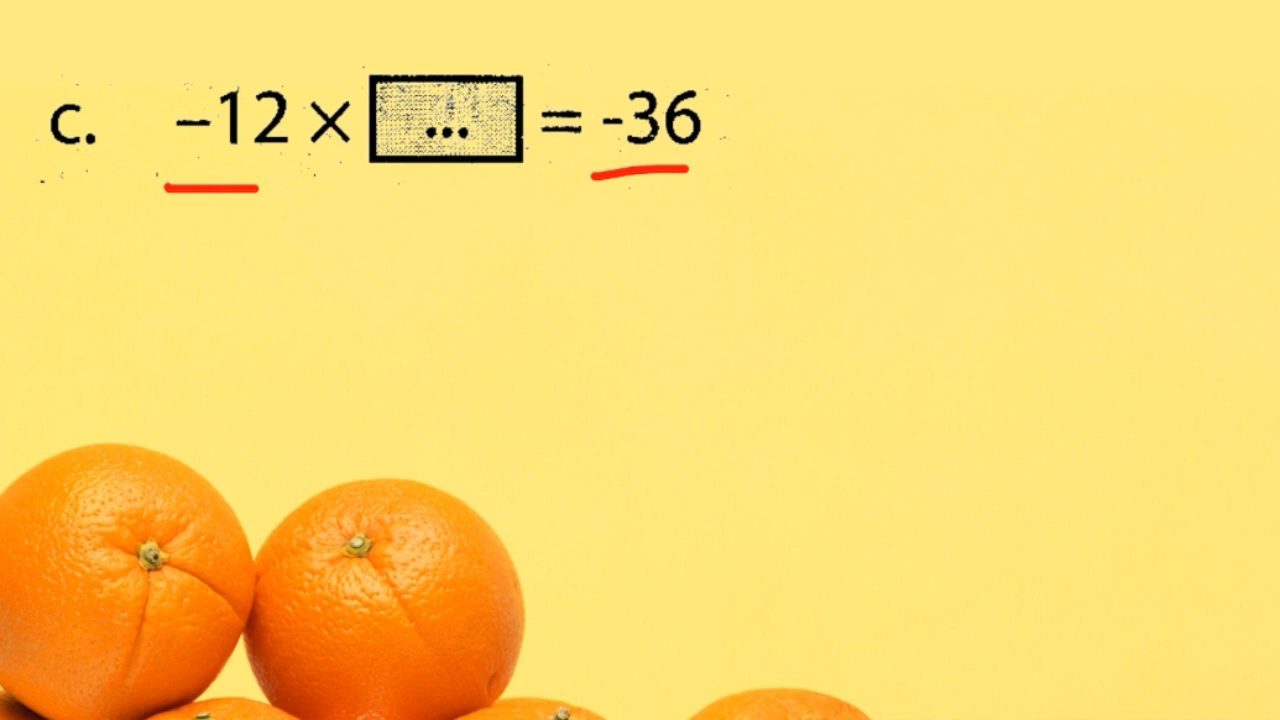 c. –12 × ... = -36